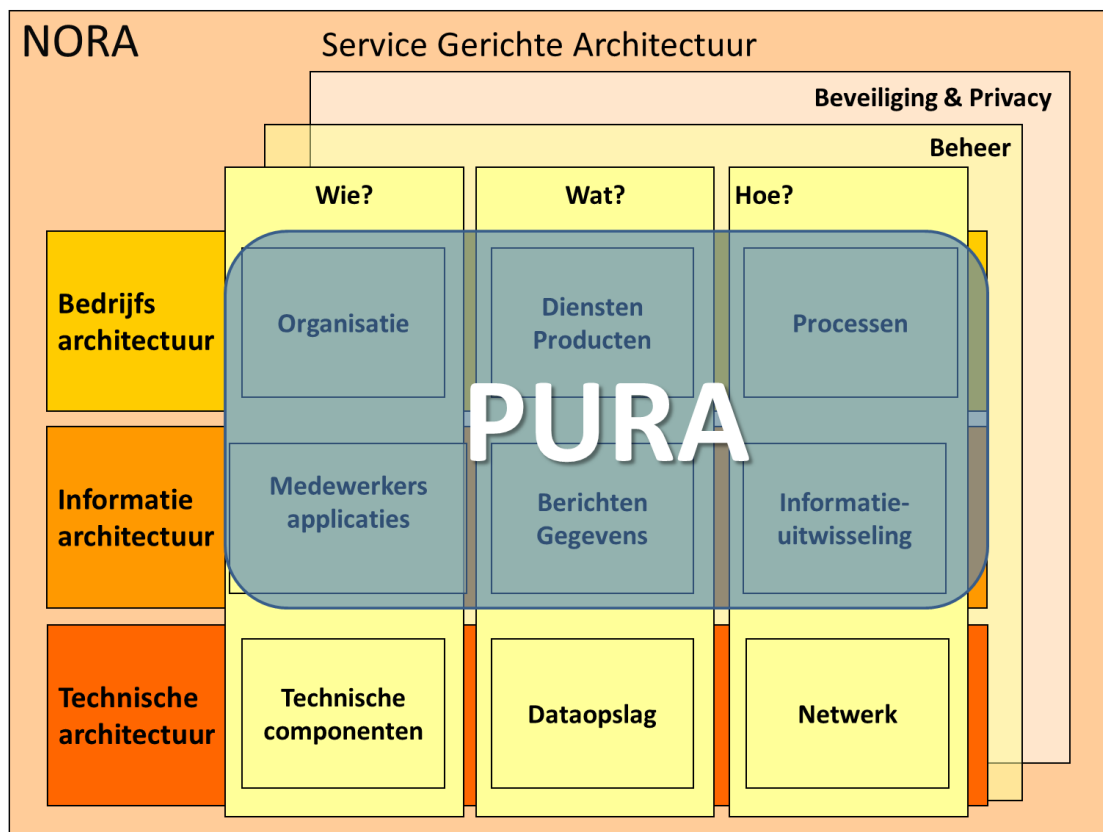 NORA
Service Gerichte Architectuur
Beveiliging & Privacy
Beheer
Wie?
Wat?
Hoe?
Bedrijfs
architectuur
Organisatie
Diensten
Producten
Processen
PURA
Informatie
architectuur
Medewerkers
applicaties
Berichten
Gegevens
Informatie-
uitwisseling
Technische
architectuur
Technische
componenten
Dataopslag
Netwerk